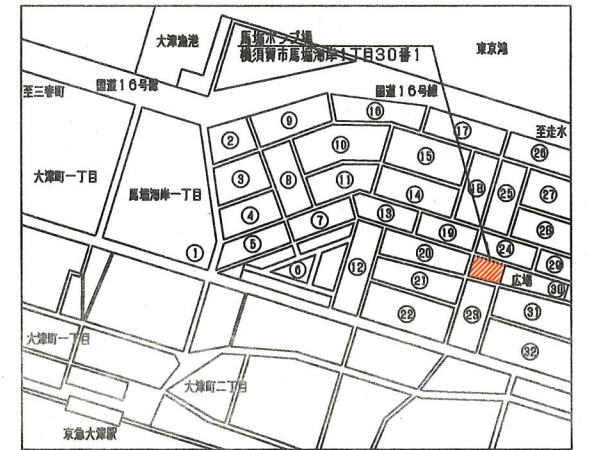 大津漁港
馬堀ポンプ場
横須賀市馬堀海岸1丁目30番1
東京湾
至三春町
国道16号線
国道16号線
至走水
大津町一丁目
馬堀海岸一丁目
①
②
③
④
⑤
⑥
⑦
⑧
⑨
⑩
⑪
⑫
⑬
⑭
⑮
⑯
⑰
⑱
⑲
⑳
㉑
㉒
㉓
㉔
㉕
㉖
㉗
㉘
㉙
㉚
㉛
㉜
広場
大津町一丁目
大津町二丁目
京急大津駅